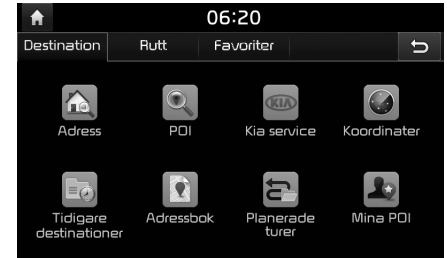 06:20
Destination Rutt Favoriter
Adress POI KIA Kia service Koordinater
Tidigare destinationer Adressbok Planerade turer Mina POI